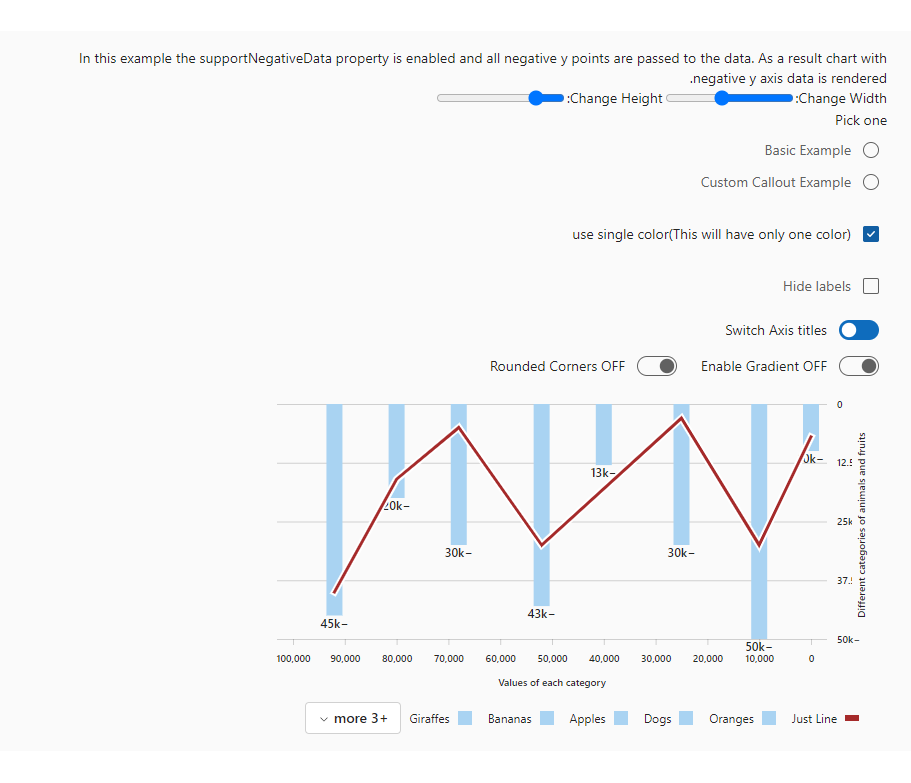 In this example the supportNegativeData property is enabled and all negative y points are passed to the data. As a result chart with
.negative y axis data is rendered
:Change Width
:Change Height
Pick one
Basic Example
Custom Callout Example
use single color(This will have only one color)
Hide labels
Switch Axis titles
Enable Gradient OFF
Rounded Corners OFF
0
25k
50k−
Different categories of animals and fruits
45k−
20k−
30k−
43k−
13k−
30k−
50k−
100,000 90,000 80,000 70,000 60,000 50,000 40,000 30,000 20,000 10,000 0
Values of each category
Just Line
Oranges
Dogs
Apples
Bananas
Giraffes
more 3+